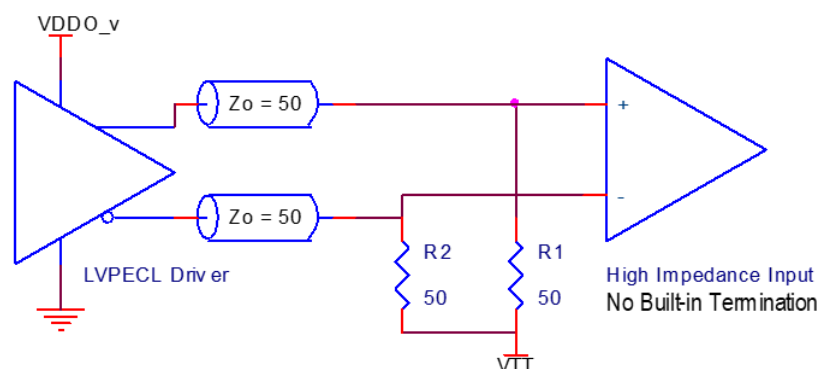 VDDO_v
Zo = 50
+
-
Zo = 50
LVPECL Driver
R2
50
R1
50
High Impedance Input
No Built-in Termination
VTT